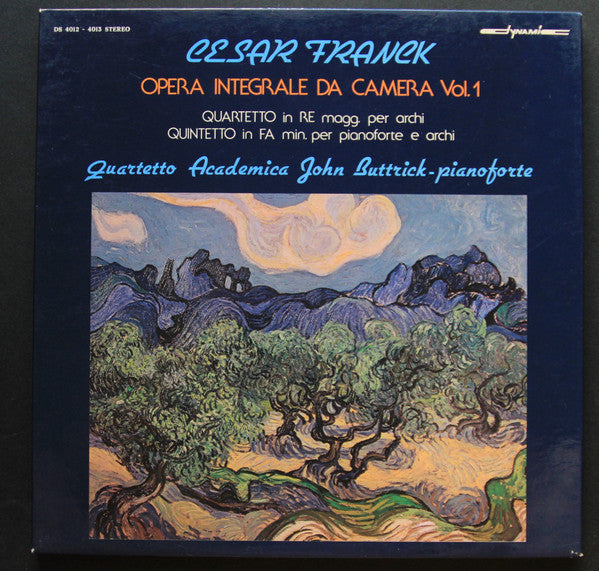 DS 4012 - 4013 STEREO
dynamic
CESAR FRANCK
OPERA INTEGRALE DA CAMERA Vol.1
QUARTETTO in RE magg. per archi
QUINTETTO in FA min. per pianoforte e archi
Quartetto Academica John Buttrick-pianoforte